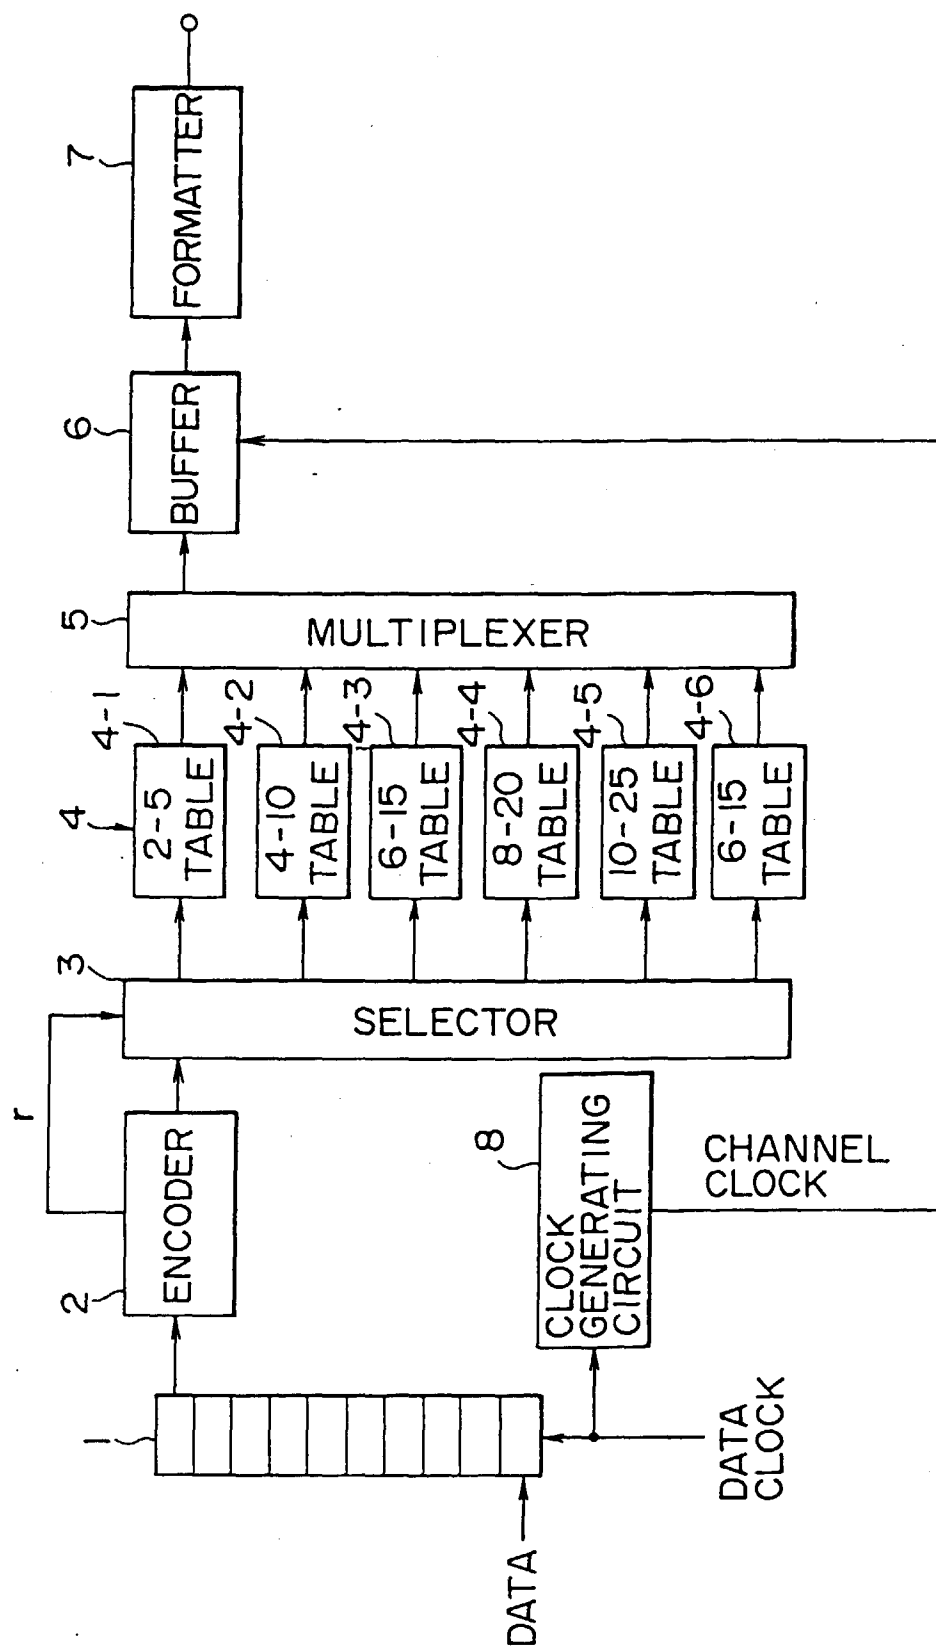 DATA
1
DATA
CLOCK
2
ENCODER
r
8
CLOCK
GENERATING
CIRCUIT
CHANNEL
CLOCK
3
SELECTOR
4
4-1
2-5
TABLE
4-2
4-10
TABLE
4-3
6-15
TABLE
4-4
8-20
TABLE
4-5
10-25
TABLE
4-6
6-15
TABLE
5
MULTIPLEXER
6
BUFFER
7
FORMATTER